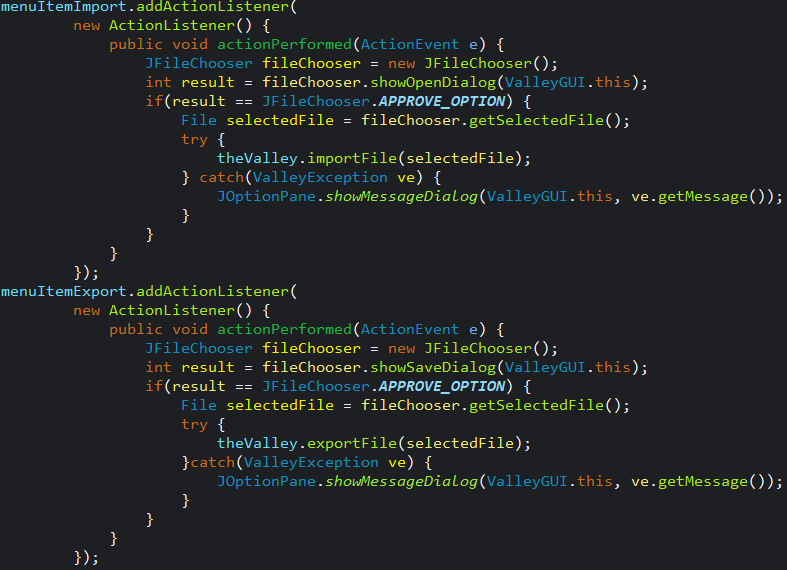 menuItemImport.addActionListener(
        new ActionListener() {
            public void actionPerformed(ActionEvent e) {
                JFileChooser fileChooser = new JFileChooser();
                int result = fileChooser.showOpenDialog(ValleyGUI.this);
                if(result == JFileChooser.APPROVE_OPTION) {
                    File selectedFile = fileChooser.getSelectedFile();
                    try {
                        theValley.importFile(selectedFile);
                    } catch(ValleyException ve) {
                        JOptionPane.showMessageDialog(ValleyGUI.this, ve.getMessage());
                    }
                }
            }
        });
menuItemExport.addActionListener(
        new ActionListener() {
            public void actionPerformed(ActionEvent e) {
                JFileChooser fileChooser = new JFileChooser();
                int result = fileChooser.showSaveDialog(ValleyGUI.this);
                if(result == JFileChooser.APPROVE_OPTION) {
                    File selectedFile = fileChooser.getSelectedFile();
                    try {
                        theValley.exportFile(selectedFile);
                    }catch(ValleyException ve) {
                        JOptionPane.showMessageDialog(ValleyGUI.this, ve.getMessage());
                    }
                }
            }
        });